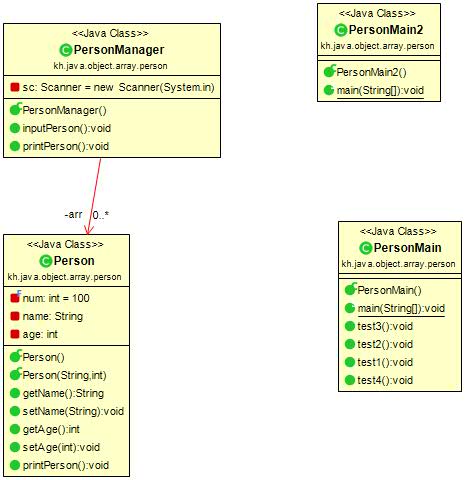 <<Java Class>>
PersonManager
kh.java.object.array.person
sc: Scanner = new Scanner(System.in)
PersonManager()
inputPerson():void
printPerson():void
-arr 0..*
<<Java Class>>
Person
kh.java.object.array.person
num: int = 100
name: String
age: int
Person()
Person(String,int)
getName():String
setName(String):void
getAge():int
setAge(int):void
printPerson():void
<<Java Class>>
PersonMain2
kh.java.object.array.person
PersonMain2()
main(String[]):void
<<Java Class>>
PersonMain
kh.java.object.array.person
PersonMain()
main(String[]):void
test3():void
test2():void
test1():void
test4():void